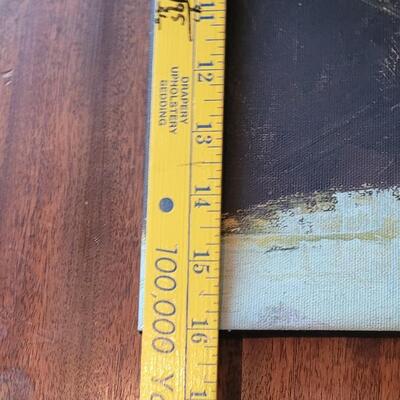 11
12
13
14
15
16
DRAPERY
UPHOLSTERY
BEDDING
100,000